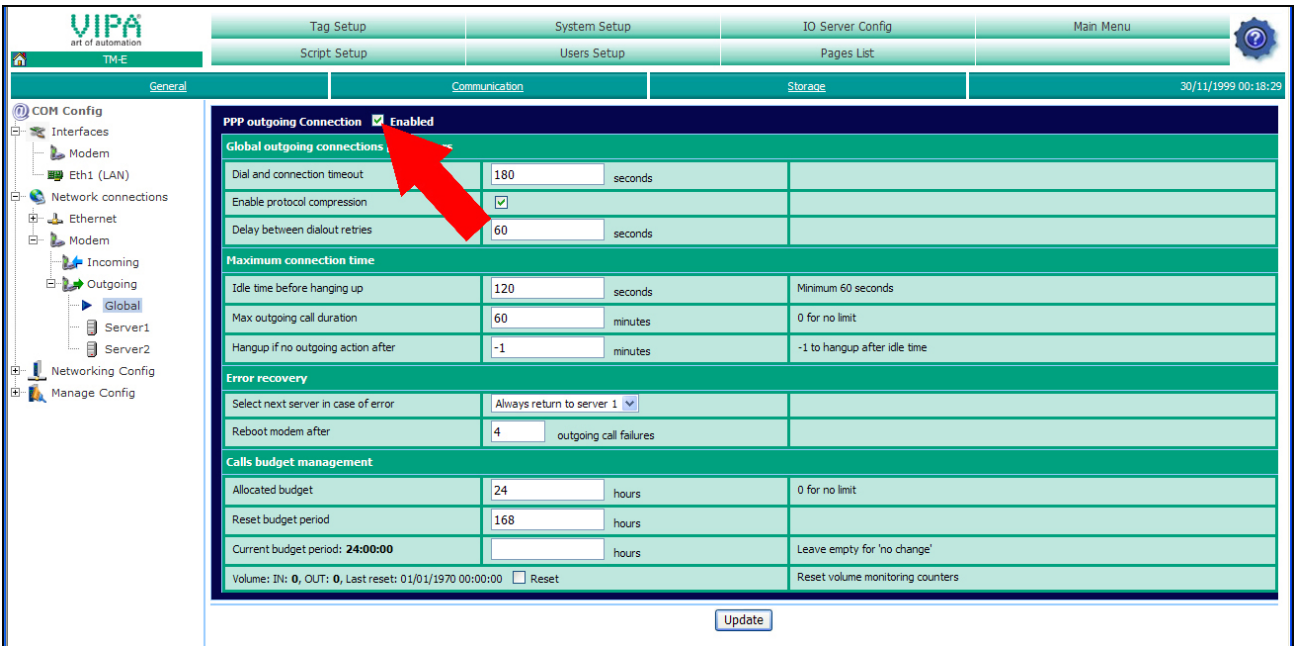 VIPA
art of automation
TM-E
Tag Setup System Setup IO Server Config Main Menu
Script Setup Users Setup Pages List
General Communication Storage 30/11/1999 00:18:29
COM Config
Interfaces
Modem
Eth1 (LAN)
Network connections
Ethernet
Modem
Incoming
Outgoing
Global
Server1
Server2
Networking Config
Manage Config
PPP outgoing Connection Enabled
Global outgoing connections
Dial and connection timeout 180 seconds
Enable protocol compression
Delay between dialout retries 60 seconds
Maximum connection time
Idle time before hanging up 120 seconds Minimum 60 seconds
Max outgoing call duration 60 minutes 0 for no limit
Hangup if no outgoing action after -1 minutes -1 to hangup after idle time
Error recovery
Select next server in case of error Always return to server 1
Reboot modem after 4 outgoing call failures
Calls budget management
Allocated budget 24 hours 0 for no limit
Reset budget period 168 hours
Current budget period: 24:00:00 hours Leave empty for 'no change'
Volume: IN: 0, OUT: 0, Last reset: 01/01/1970 00:00:00 Reset Reset volume monitoring counters
Update